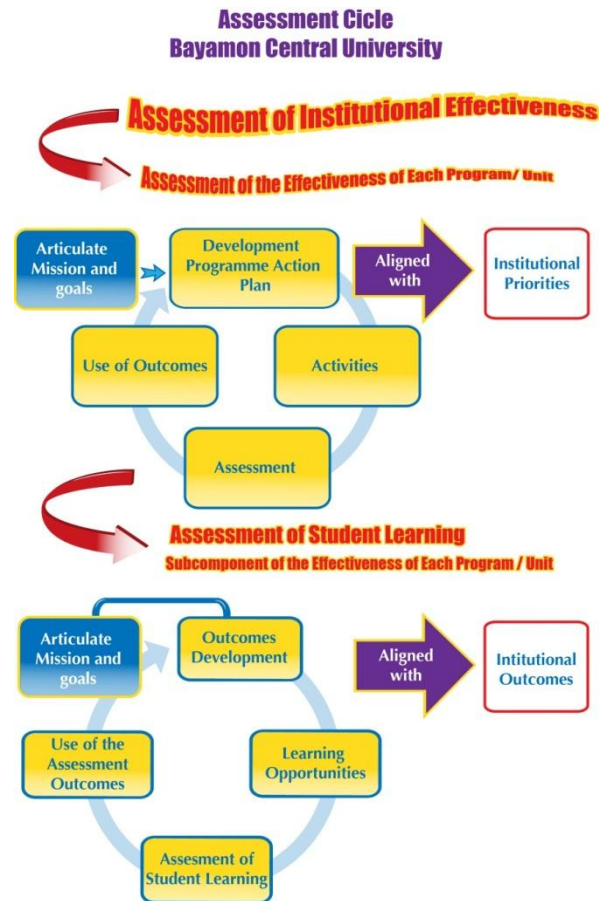 Assessment Cicle
Bayamon Central University
Assessment of Institutional Effectiveness
Assessment of the Effectiveness of Each Program/ Unit
Articulate
Mission and
goals
Development
Programme Action
Plan
Aligned
with
Institutional
Priorities
Use of Outcomes
Activities
Assessment
Assessment of Student Learning
Subcomponent of the Effectiveness of Each Program / Unit
Articulate
Mission and
goals
Outcomes
Development
Aligned
with
Intitutional
Outcomes
Use of the
Assessment
Outcomes
Learning
Opportunities
Assesment of
Student Learning